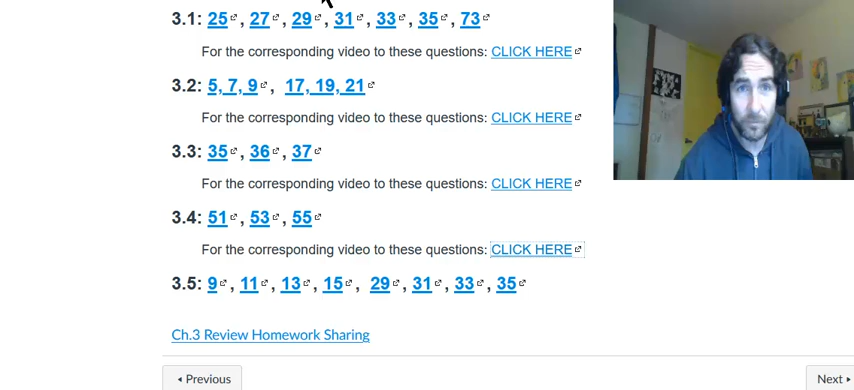 3.1: 25, 27, 29, 31, 33, 35, 73
For the corresponding video to these questions: CLICK HERE
3.2: 5, 7, 9, 17, 19, 21
For the corresponding video to these questions: CLICK HERE
3.3: 35, 36, 37
For the corresponding video to these questions: CLICK HERE
3.4: 51, 53, 55
For the corresponding video to these questions: CLICK HERE
3.5: 9, 11, 13, 15, 29, 31, 33, 35
Ch.3 Review Homework Sharing
Previous
Next